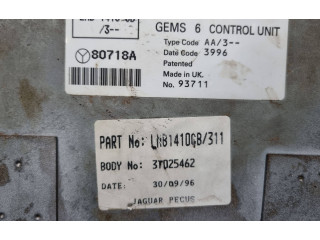 GEMS 6 CONTROL UNIT
/3--
Type Code AA/3--
80718A
Date Code 3996
Patented
Made in UK.
No. 93711
PART No: LNB1410GB/311
BODY No: 3T025462
DATE: 30/09/96
JAGUAR PECUS